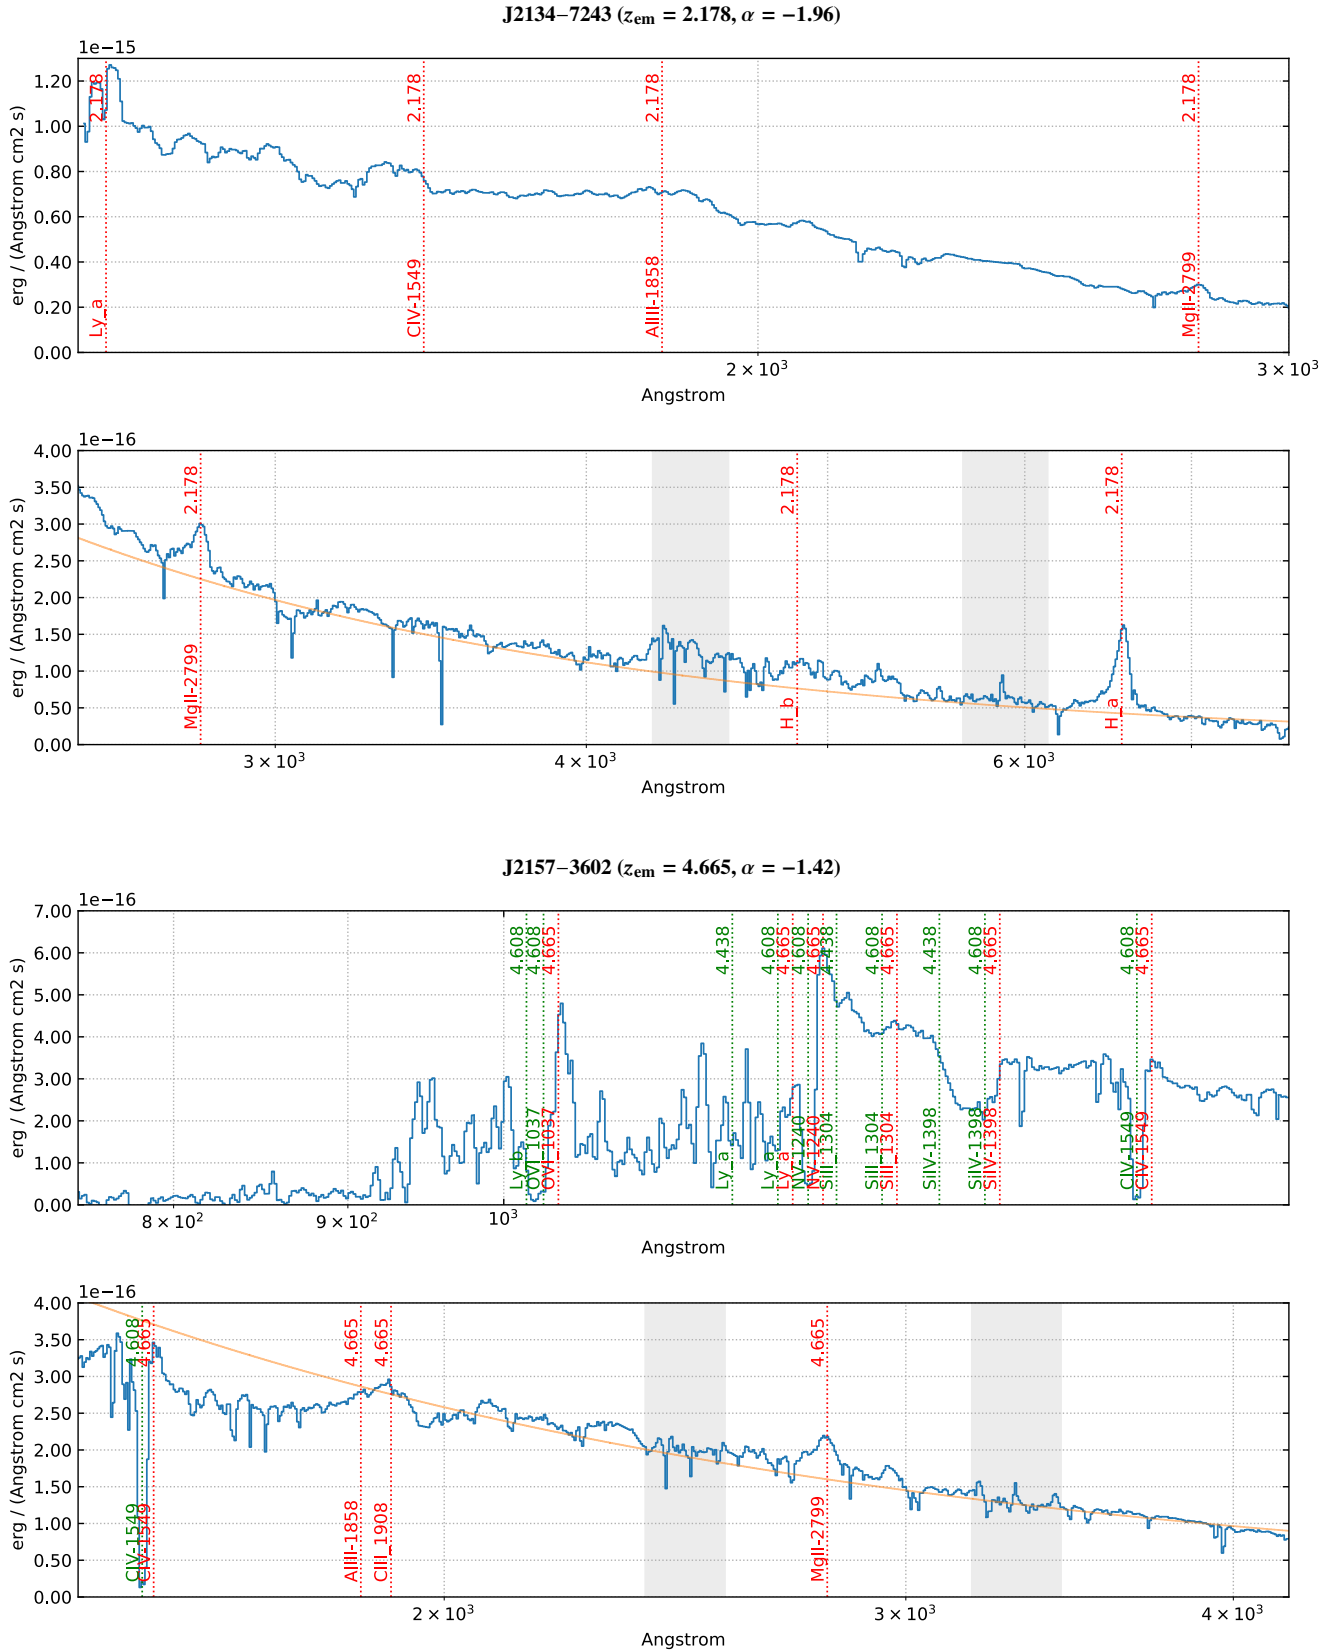 J2134−7243 (zem = 2.178, α = −1.96)
1e−15
2.178 2.178 2.178 2.178
Ly_a CIV-1549 AlIII-1858 MgII-2799
1.20
1.00
0.80
0.60
0.40
0.20
0.00
erg / (Angstrom cm2 s)
2 × 10³ 3 × 10³
Angstrom
1e−16
2.178 2.178 2.178
MgII-2799 H_b H_a
4.00
3.50
3.00
2.50
2.00
1.50
1.00
0.50
0.00
erg / (Angstrom cm2 s)
3 × 10³ 4 × 10³ 6 × 10³
Angstrom
J2157−3602 (zem = 4.665, α = −1.42)
1e−16
4.608 4.608 4.665 4.438 4.608 4.665 4.608 4.665 4.438 4.608 4.665 4.438 4.608 4.665 4.608 4.665
Ly_b OVI_1037 OVI_1037 Ly_a Ly_a Ly_a NV-1240 NV-1240 SiII_1304 SiII_1304 SiII_1304 SiIV-1398 SiIV-1398 SiIV-1398 CIV-1549 CIV-1549
7.00
6.00
5.00
4.00
3.00
2.00
1.00
0.00
erg / (Angstrom cm2 s)
8 × 10² 9 × 10² 10³
Angstrom
1e−16
4.608 4.665 4.665 4.665 4.665
CIV-1549 CIV-1549 AlIII-1858 CIII_1908 MgII-2799
4.00
3.50
3.00
2.50
2.00
1.50
1.00
0.50
0.00
erg / (Angstrom cm2 s)
2 × 10³ 3 × 10³ 4 × 10³
Angstrom